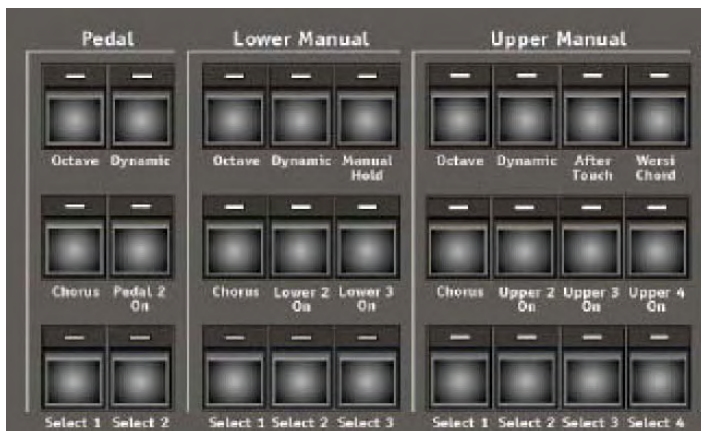 Pedal
Lower Manual
Upper Manual
Octave Dynamic
Octave Dynamic Manual
Hold
Octave Dynamic After Wersi
Touch Chord
Chorus Pedal 2
On
Chorus Lower 2 Lower 3
On On
Chorus Upper 2 Upper 3 Upper 4
On On On
Select 1 Select 2
Select 1 Select 2 Select 3
Select 1 Select 2 Select 3 Select 4